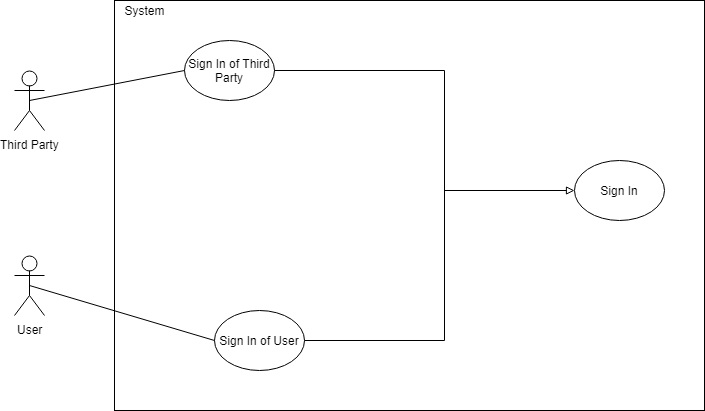 System
Sign In of Third
Party
Third Party
Sign In
User
Sign In of User